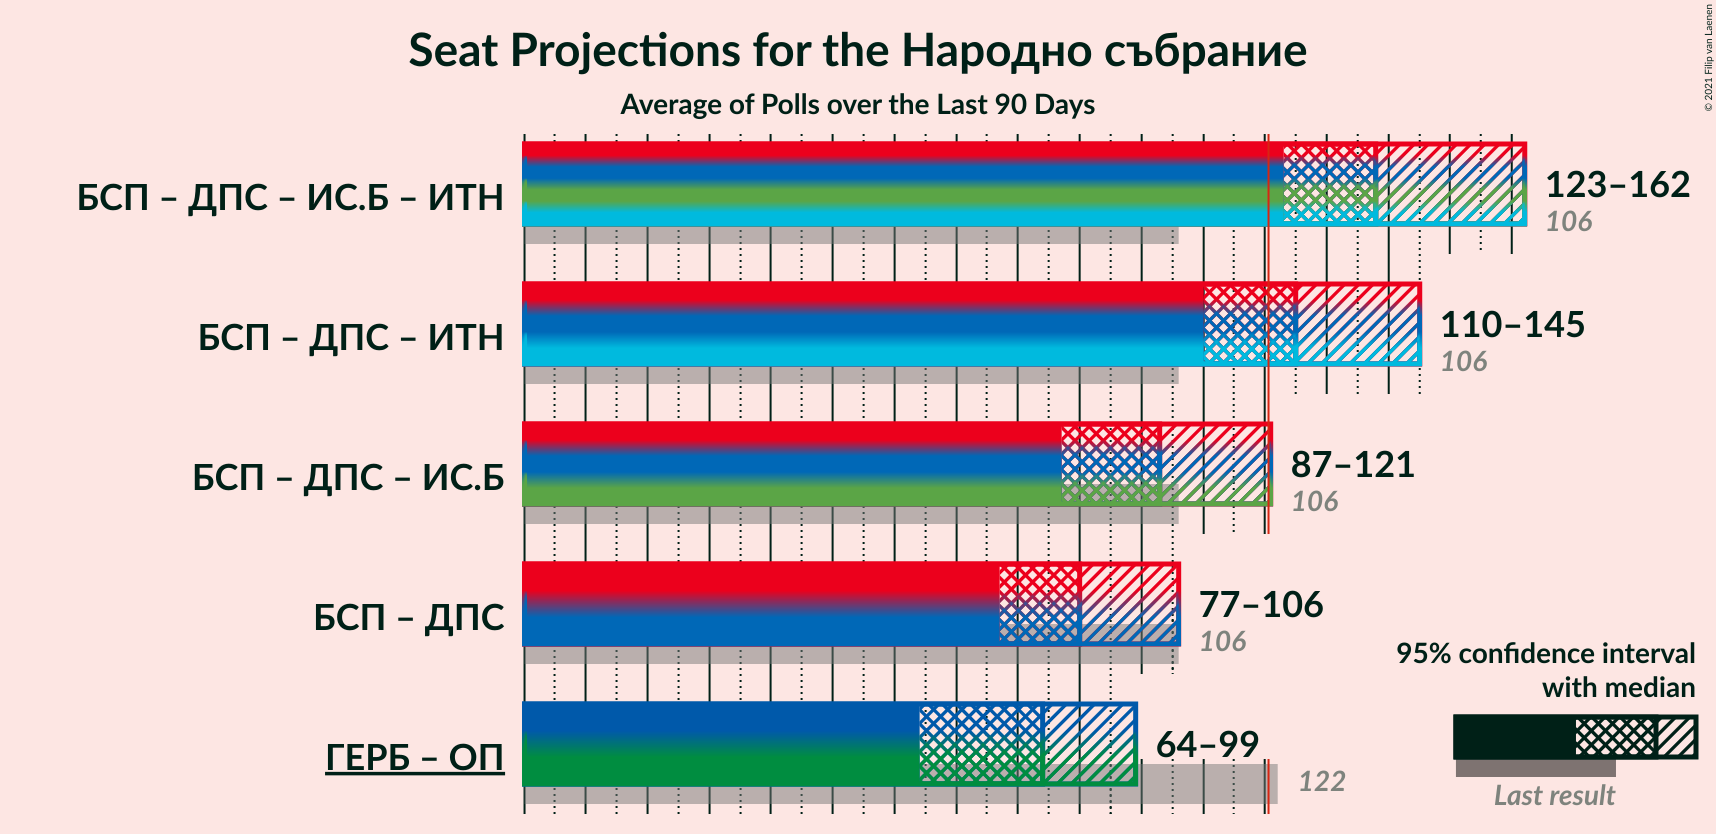 Seat Projections for the Народно събрание
Average of Polls over the Last 90 Days
© 2021 Filip van Laenen
БСП – ДПС – ИС.Б – ИТН
123–162
106
БСП – ДПС – ИТН
110–145
106
БСП – ДПС – ИС.Б
87–121
106
БСП – ДПС
77–106
106
ГЕРБ – ОП
64–99
122
95% confidence interval
with median
Last result